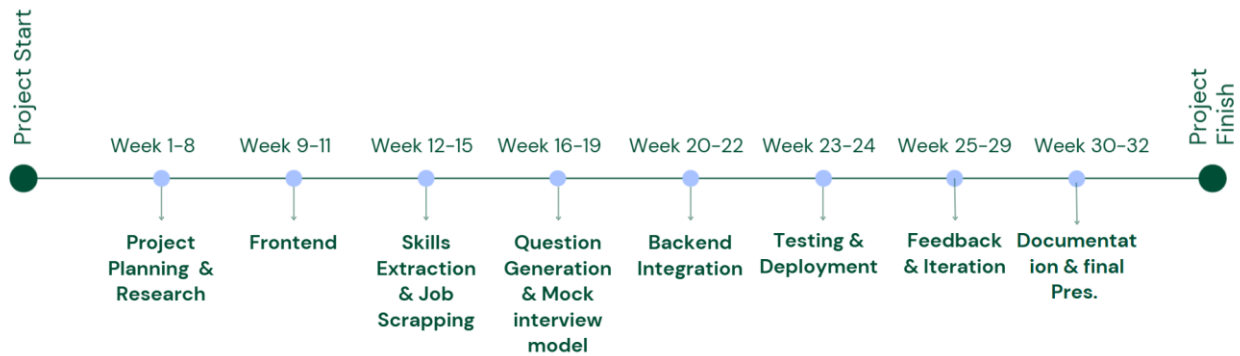 Project Start
Project
Finish
Week 1-8
Week 9-11
Week 12-15
Week 16-19
Week 20-22
Week 23-24
Week 25-29
Week 30-32
Project
Planning &
Research
Frontend
Skills
Extraction
& Job
Scrapping
Question
Generation
& Mock
interview
model
Backend
Integration
Testing &
Deployment
Feedback
& Iteration
Documentat
ion & final
Pres.